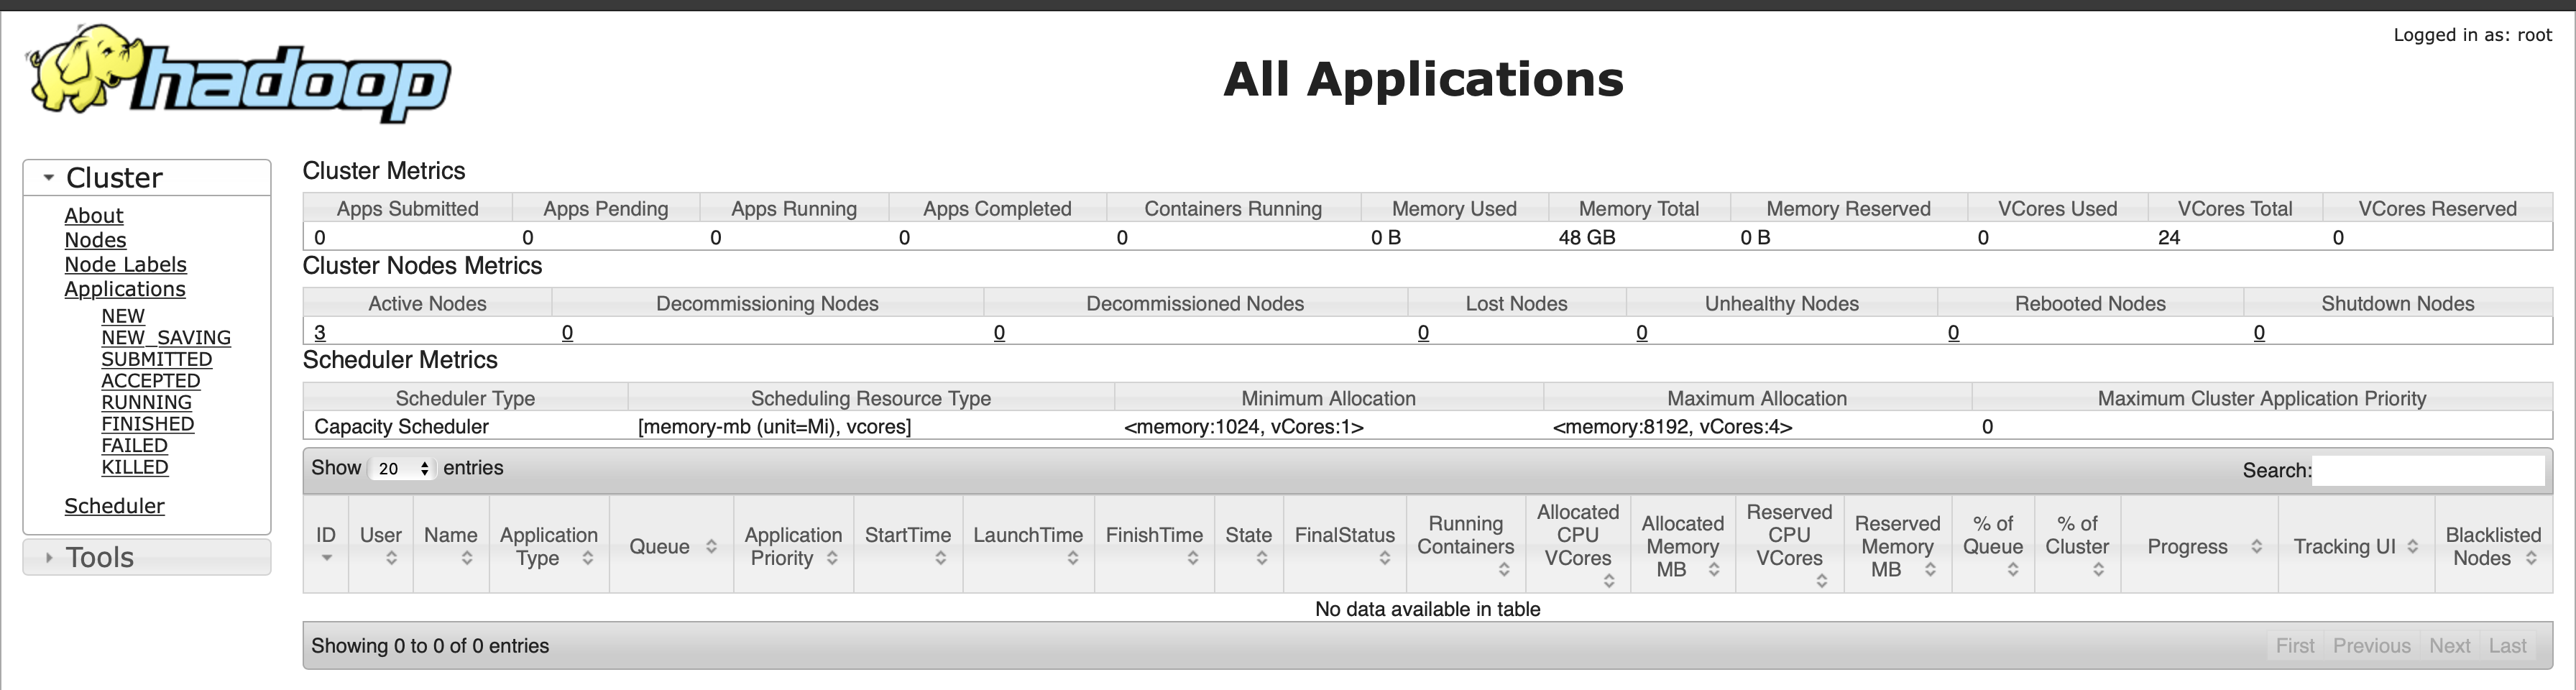 Logged in as: root
hadoop
All Applications
Cluster
About
Nodes
Node Labels
Applications
NEW
NEW_SAVING
SUBMITTED
ACCEPTED
RUNNING
FINISHED
FAILED
KILLED
Scheduler
Tools
Cluster Metrics
Apps Submitted Apps Pending Apps Running Apps Completed Containers Running Memory Used Memory Total Memory Reserved VCores Used VCores Total VCores Reserved
0 0 0 0 0 0 B 48 GB 0 B 0 24 0
Cluster Nodes Metrics
Active Nodes Decommissioning Nodes Decommissioned Nodes Lost Nodes Unhealthy Nodes Rebooted Nodes Shutdown Nodes
3 0 0 0 0 0 0
Scheduler Metrics
Scheduler Type Scheduling Resource Type Minimum Allocation Maximum Allocation Maximum Cluster Application Priority
Capacity Scheduler [memory-mb (unit=Mi), vcores] <memory:1024, vCores:1> <memory:8192, vCores:4> 0
Show 20 entries Search:
ID User Name Application Type Queue Application Priority StartTime LaunchTime FinishTime State FinalStatus Running Containers Allocated CPU VCores Allocated Memory MB Reserved CPU VCores Reserved Memory MB % of Queue % of Cluster Progress Tracking UI Blacklisted Nodes
No data available in table
Showing 0 to 0 of 0 entries First Previous Next Last